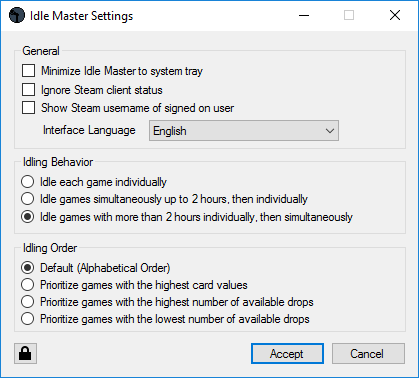 Idle Master Settings
General
Minimize Idle Master to system tray
Ignore Steam client status
Show Steam username of signed on user
Interface Language English
Idling Behavior
Idle each game individually
Idle games simultaneously up to 2 hours, then individually
Idle games with more than 2 hours individually, then simultaneously
Idling Order
Default (Alphabetical Order)
Prioritize games with the highest card values
Prioritize games with the highest number of available drops
Prioritize games with the lowest number of available drops
Accept Cancel